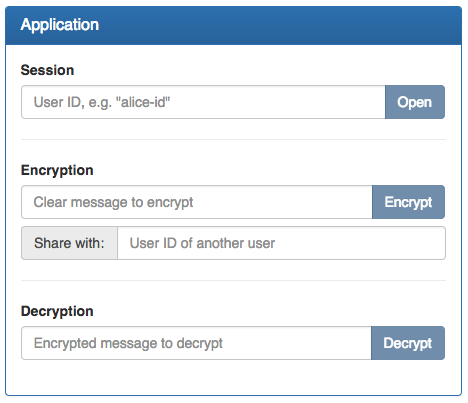 Application
Session
User ID, e.g. "alice-id" Open
Encryption
Clear message to encrypt Encrypt
Share with: User ID of another user
Decryption
Encrypted message to decrypt Decrypt